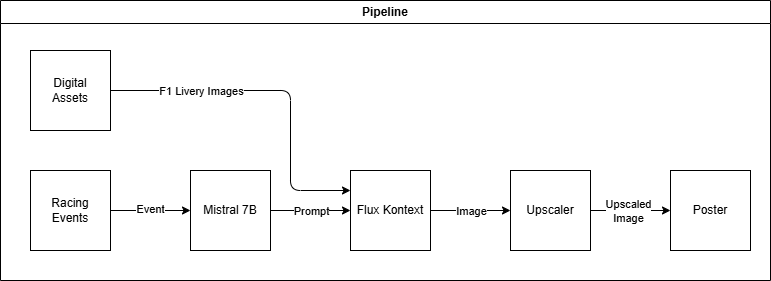 Pipeline
Digital
Assets
F1 Livery Images
Racing
Events
Event
Mistral 7B
Prompt
Flux Kontext
Image
Upscaler
Upscaled
Image
Poster